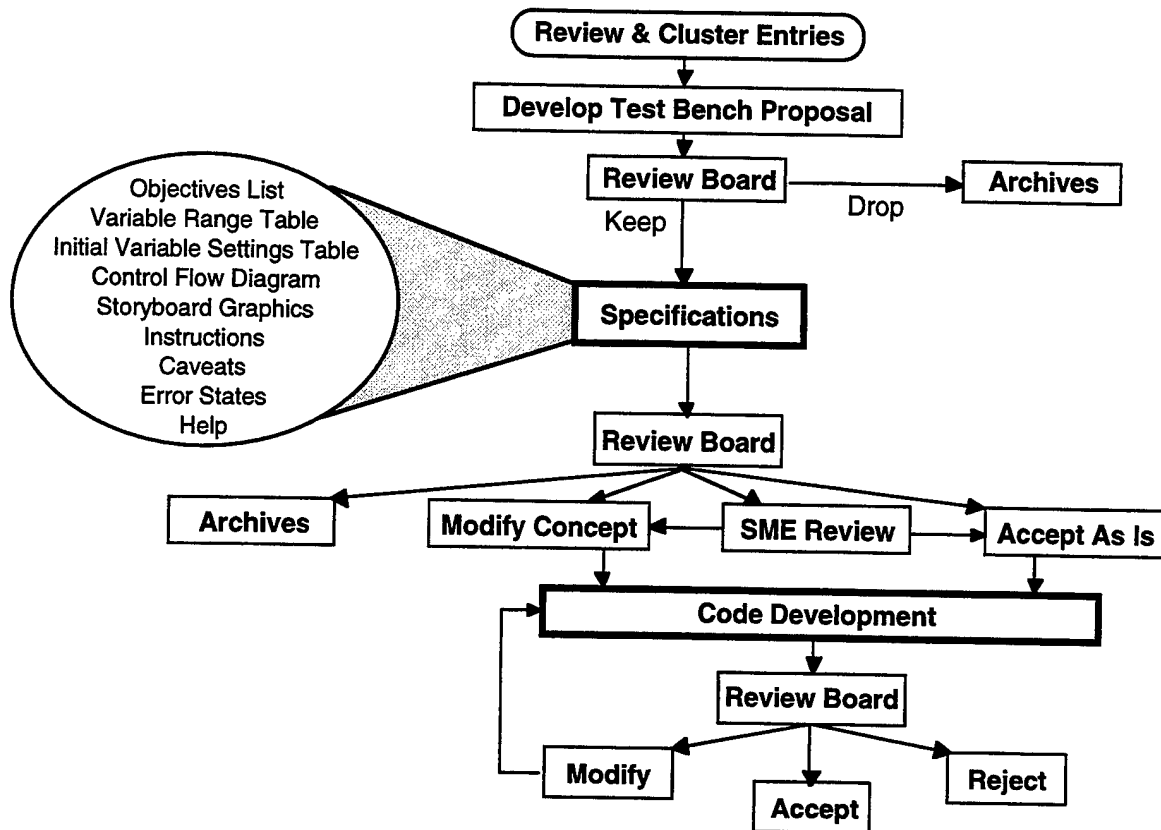 Review & Cluster Entries
Develop Test Bench Proposal
Review Board
Archives
Keep
Drop
Objectives List
Variable Range Table
Initial Variable Settings Table
Control Flow Diagram
Storyboard Graphics
Instructions
Caveats
Error States
Help
Specifications
Review Board
Archives
Modify Concept
SME Review
Accept As Is
Code Development
Review Board
Modify
Accept
Reject